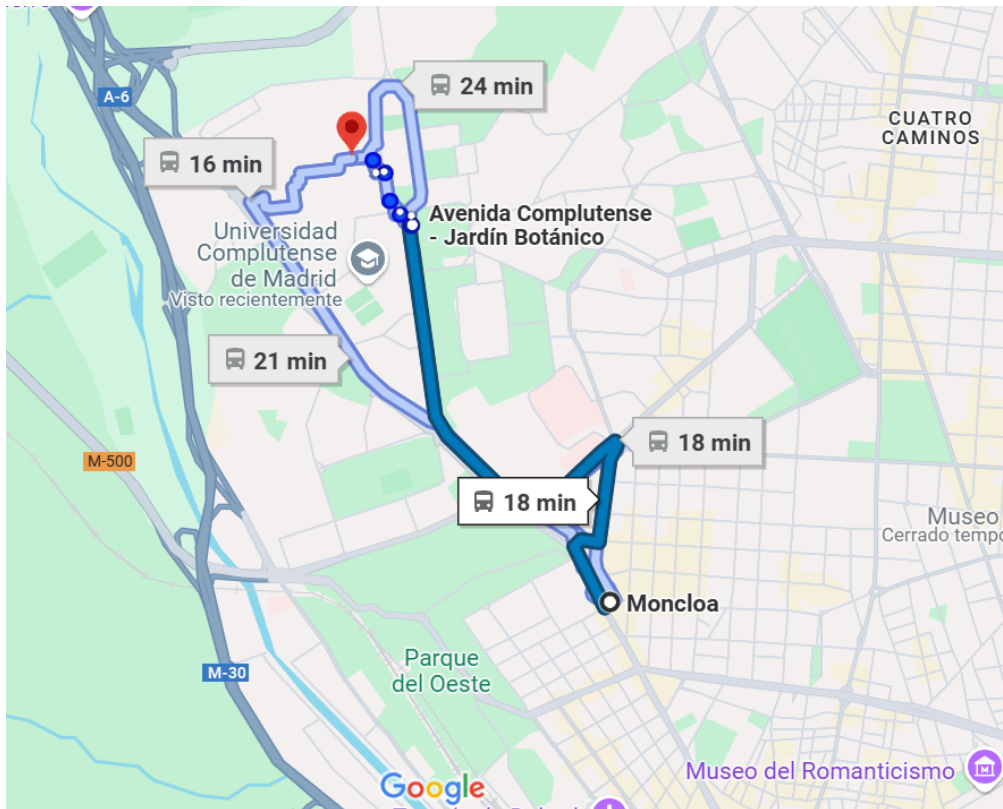 A-6
24 min
CUATRO
CAMINOS
16 min
Avenida Complutense
- Jardín Botánico
Universidad
Complutense
de Madrid
Visto recientemente
21 min
18 min
M-500
18 min
Museo
Cerrado tempo
Moncloa
Parque
del Oeste
M-30
Museo del Romanticismo
Google